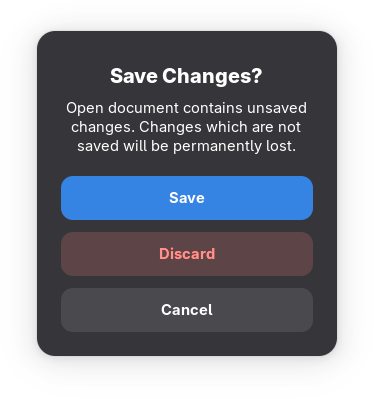 Save Changes?
Open document contains unsaved
changes. Changes which are not
saved will be permanently lost.
Save
Discard
Cancel